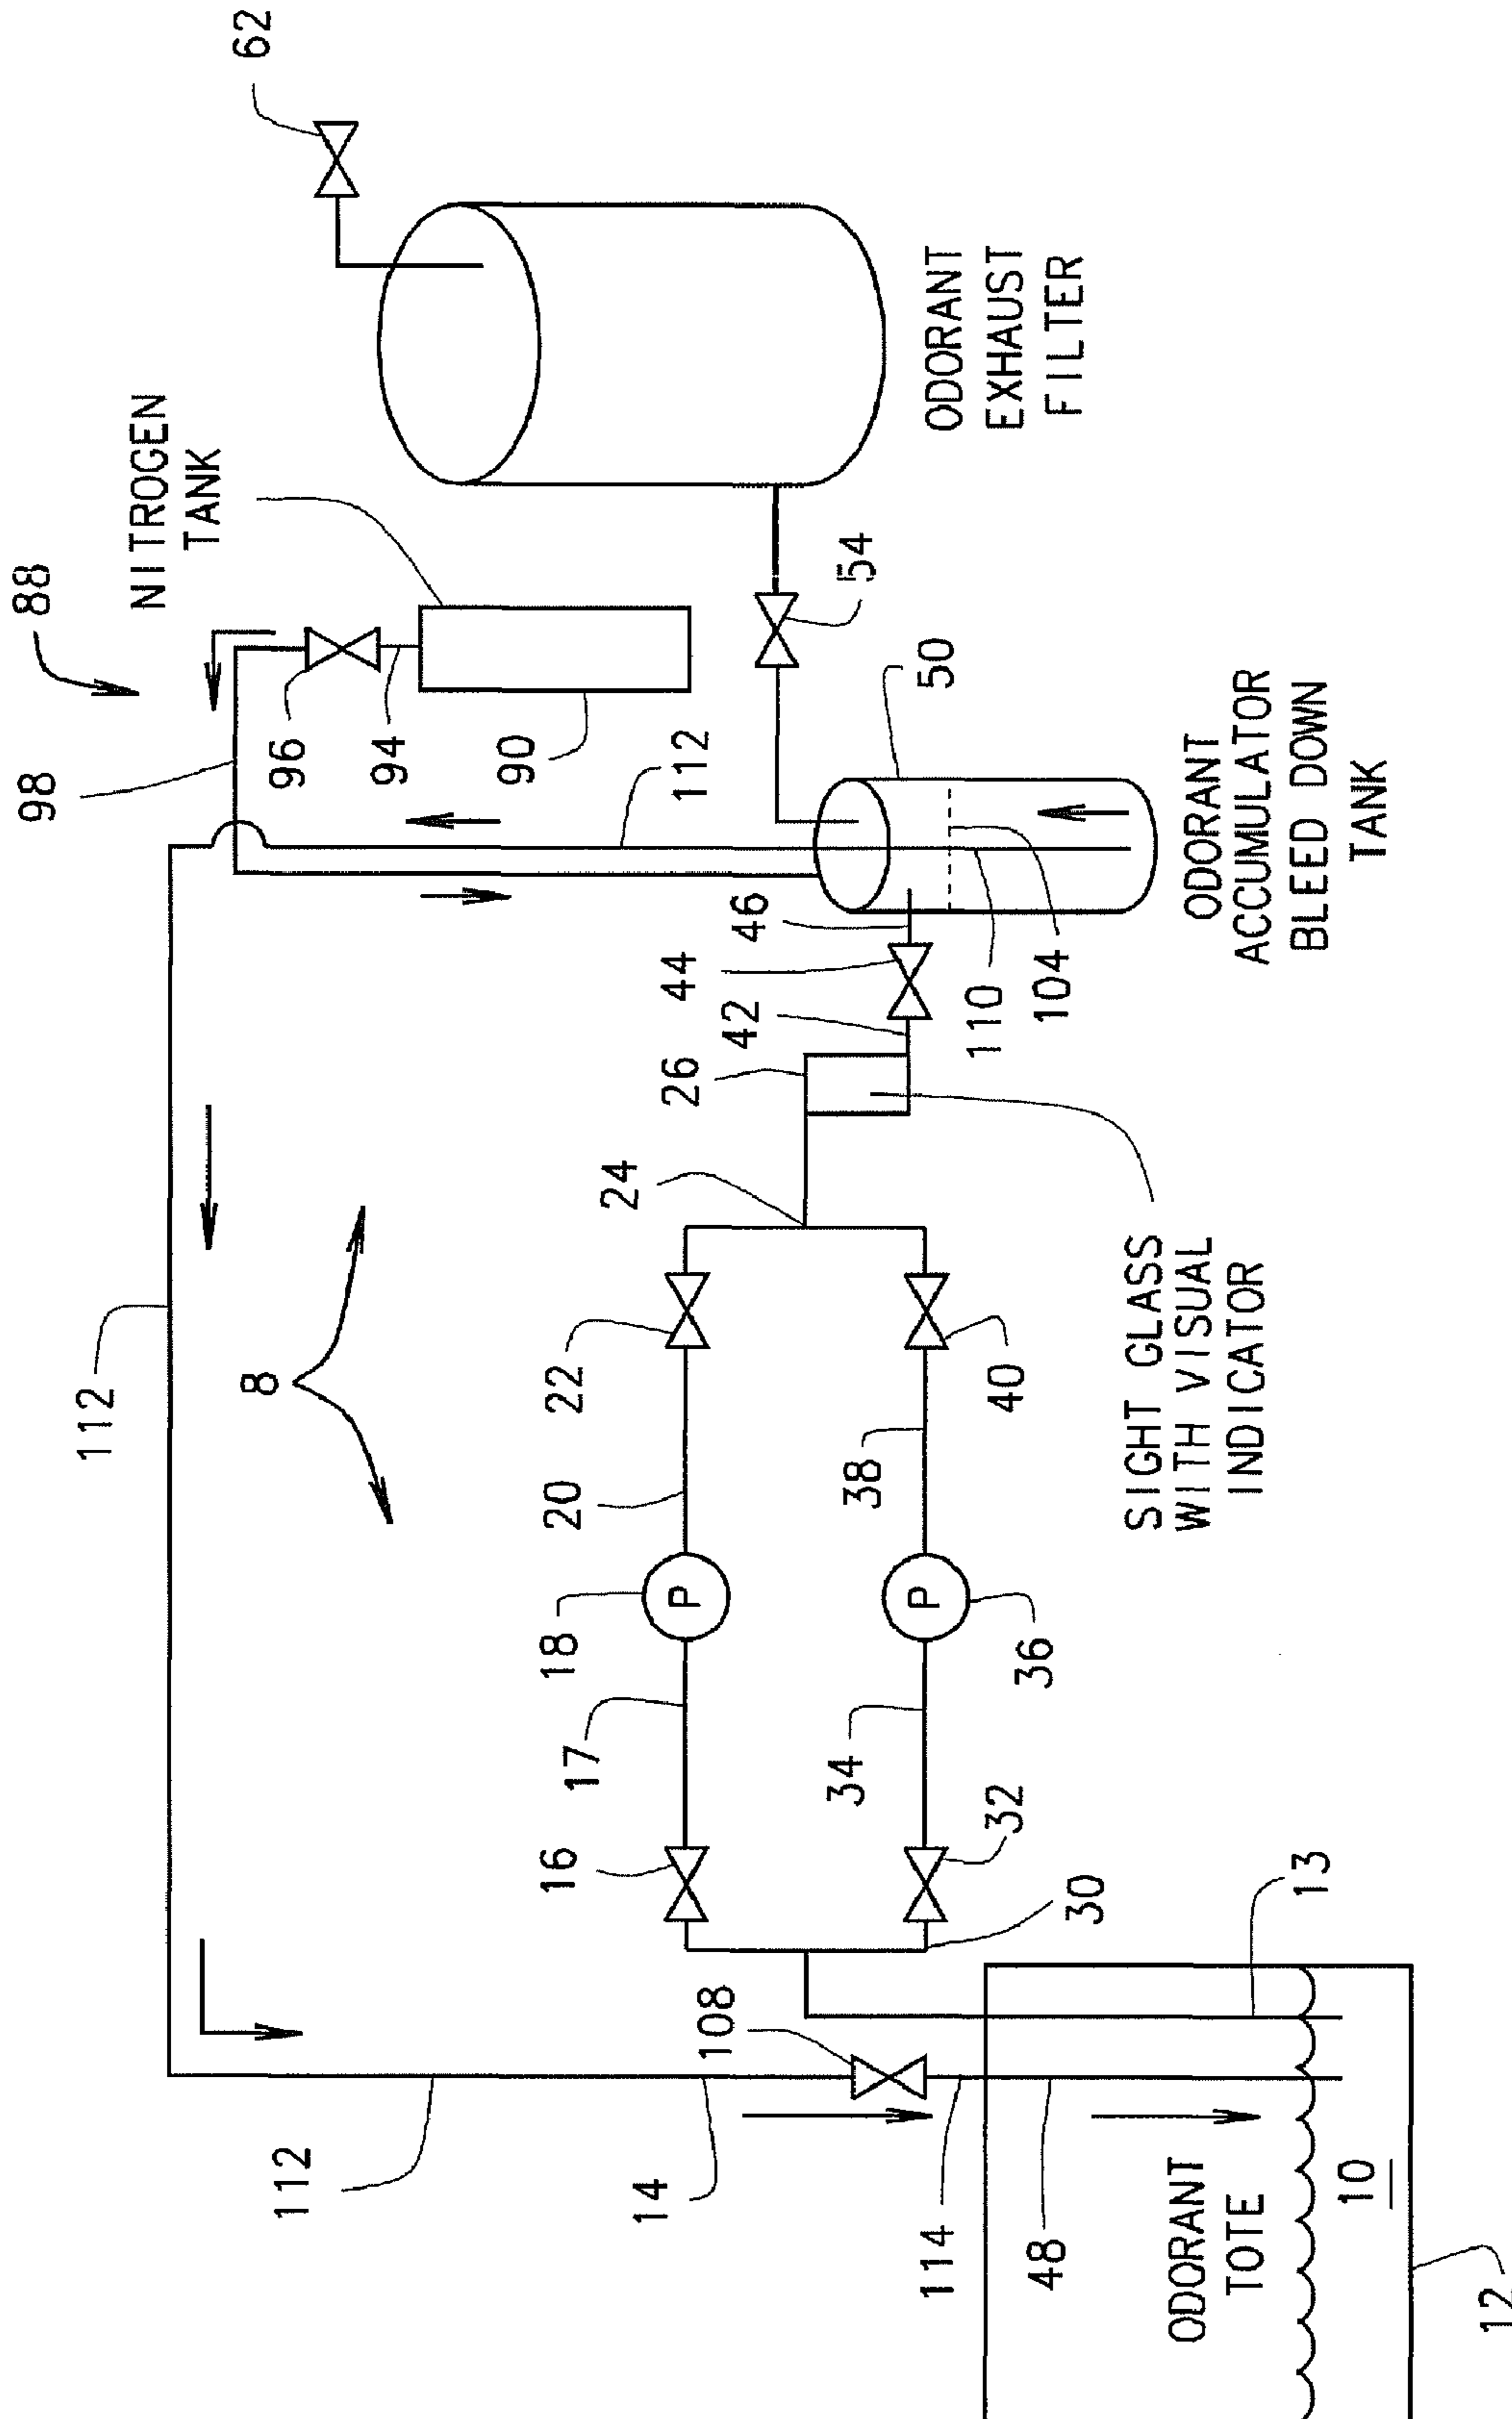 88
98
112
NITROGEN
TANK
62
8
96
112
94
90
16
18
20
22
17
24
14
P
26
44
112
108
42
46
34
38
54
P
114
50
ODORANT
EXHAUST
FILTER
110
32
40
36
48
104
30
SIGHT GLASS
WITH VISUAL
INDICATOR
ODORANT
ACCUMULATOR
BLEED DOWN
TANK
ODORANT
TOTE
13
10
12